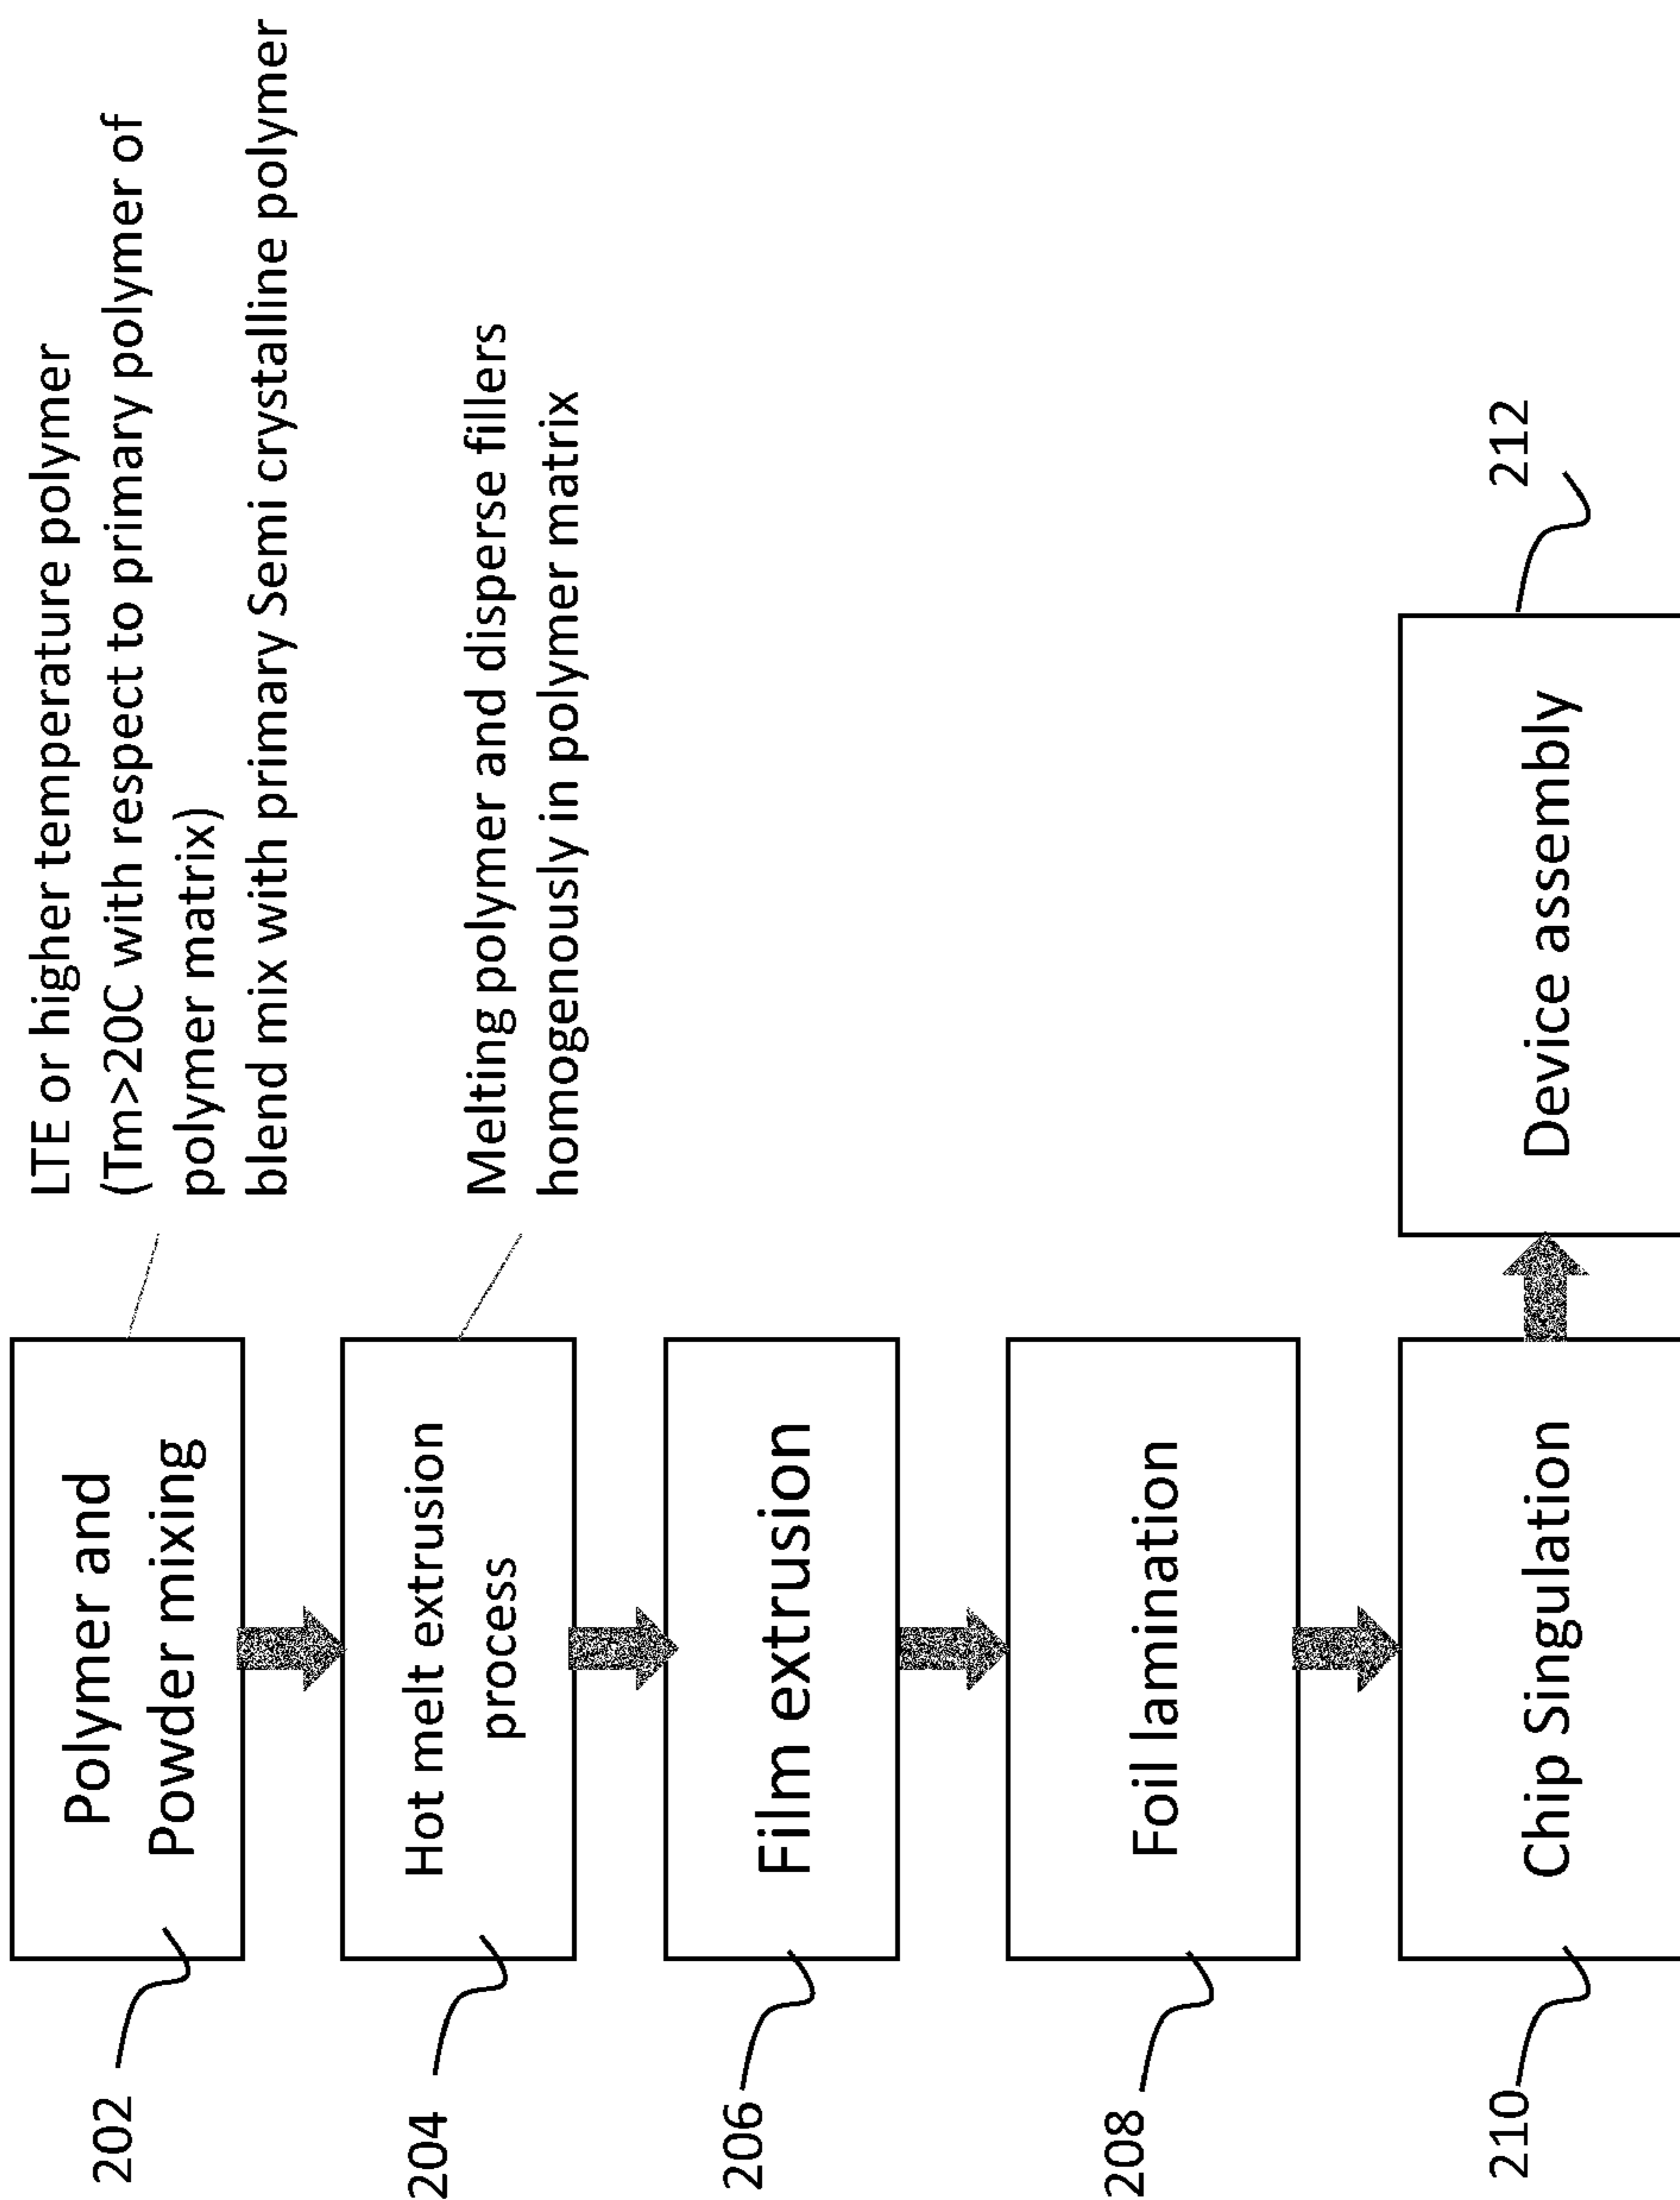 202
Polymer and
Powder mixing
LTE or higher temperature polymer
(Tm>20C with respect to primary polymer of
polymer matrix)
blend mix with primary Semi crystalline polymer
204
Hot melt extrusion
process
Melting polymer and disperse fillers
homogenously in polymer matrix
206
Film extrusion
208
Foil lamination
210
Chip Singulation
Device assembly
212